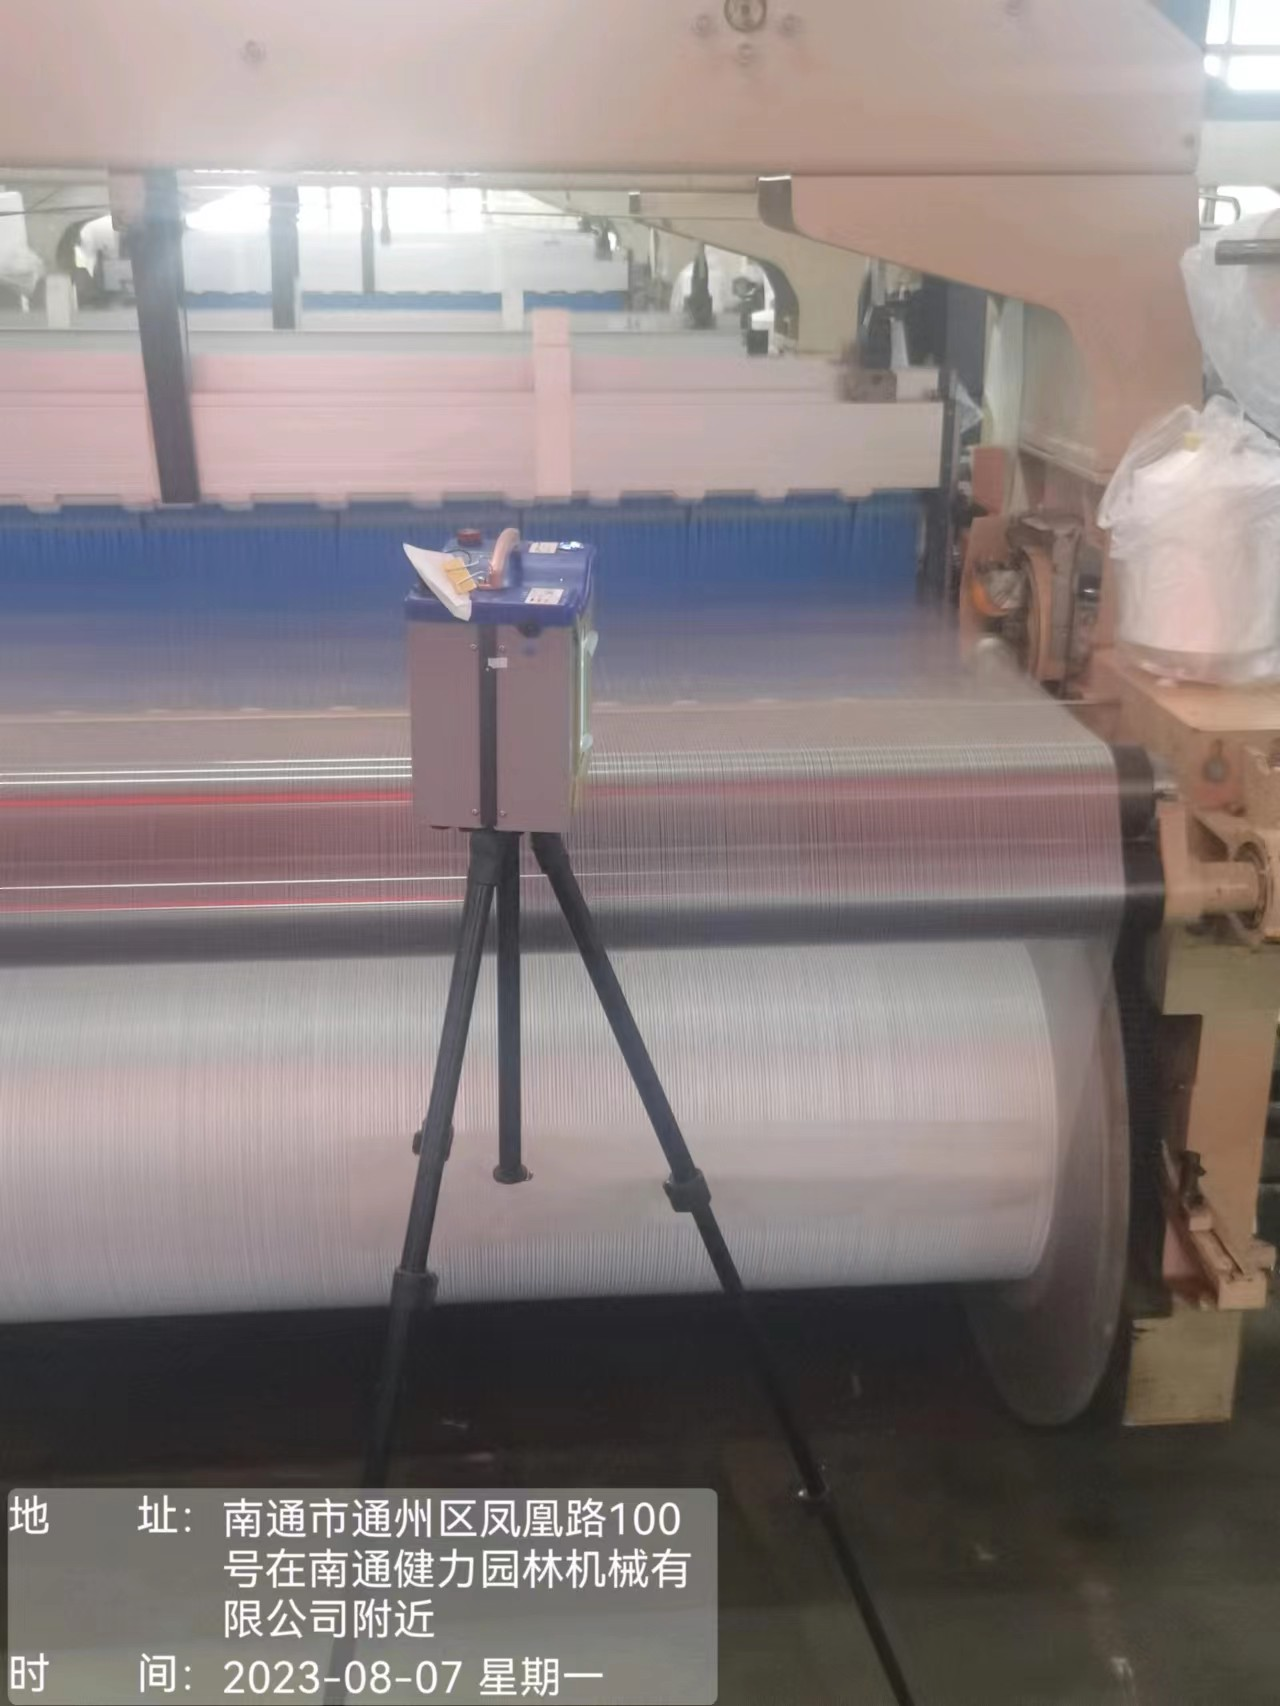 地 址: 南通市通州区凤凰路100
号在南通健力园林机械有
限公司附近
时 间: 2023-08-07 星期一